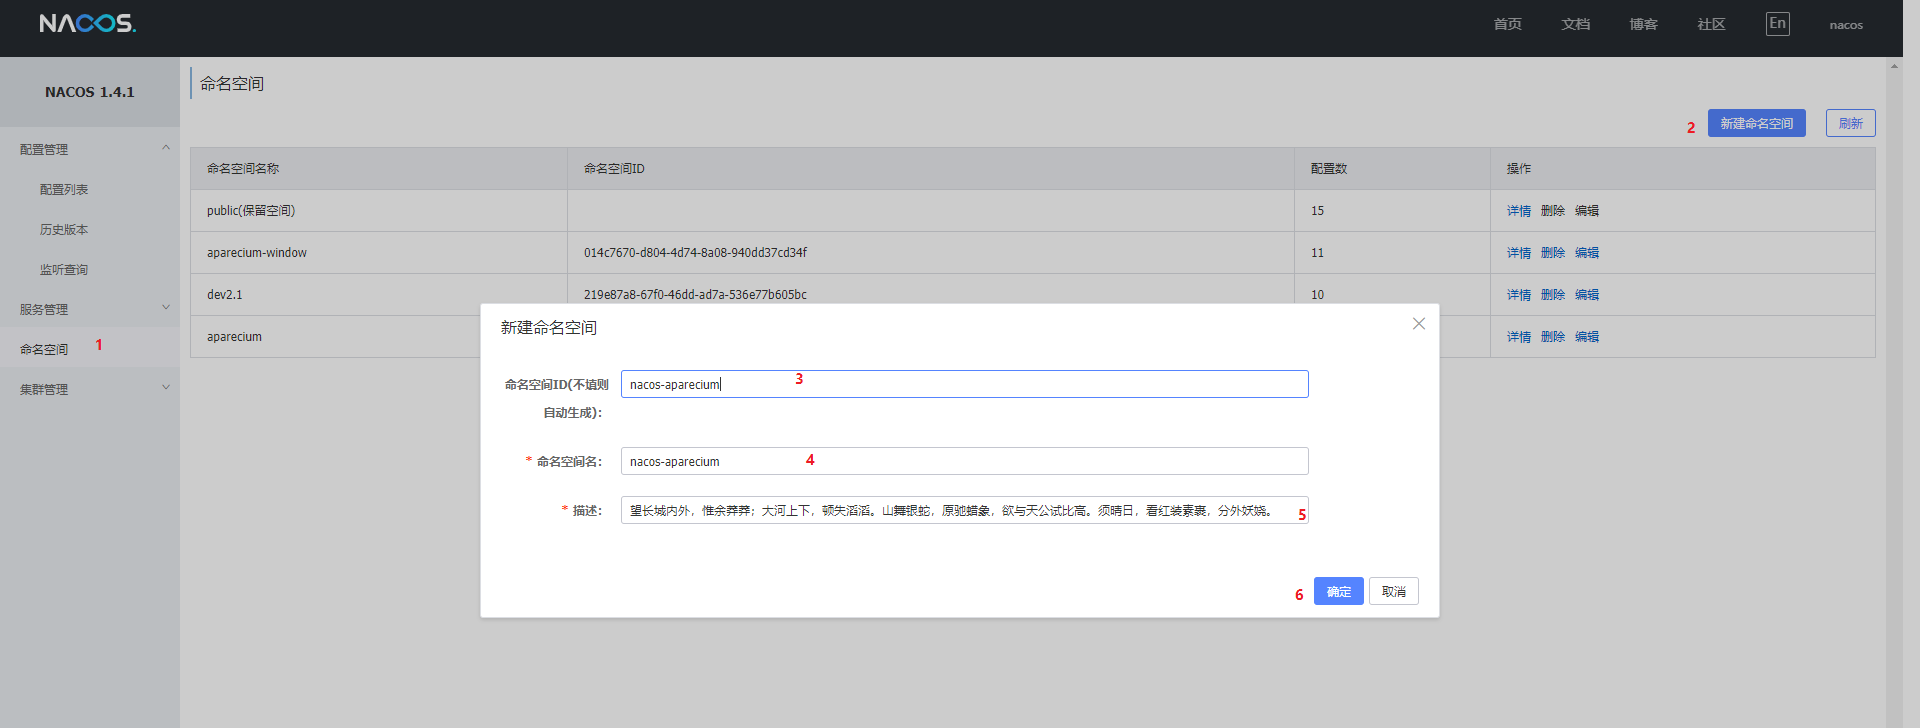 NACOS.
首页 文档 博客 社区 En nacos
NACOS 1.4.1
配置管理
配置列表
历史版本
监听查询
服务管理
命名空间 1
集群管理
命名空间
2 新建命名空间 刷新
命名空间名称 命名空间ID 配置数 操作
public(保留空间) 15 详情 删除 编辑
aparecium-window 014c7670-d804-4d74-8a08-940dd37cd34f 11 详情 删除 编辑
dev2.1 219e87a8-67f0-46dd-ad7a-536e77b605bc 10 详情 删除 编辑
aparecium 详情 删除 编辑
新建命名空间
命名空间ID(不填则 nacos-aparecium 3
自动生成):
* 命名空间名: nacos-aparecium 4
* 描述: 望长城内外，惟余莽莽；大河上下，顿失滔滔。山舞银蛇，原驰蜡象，欲与天公试比高。须晴日，看红装素裹，分外妖娆。 5
6 确定 取消